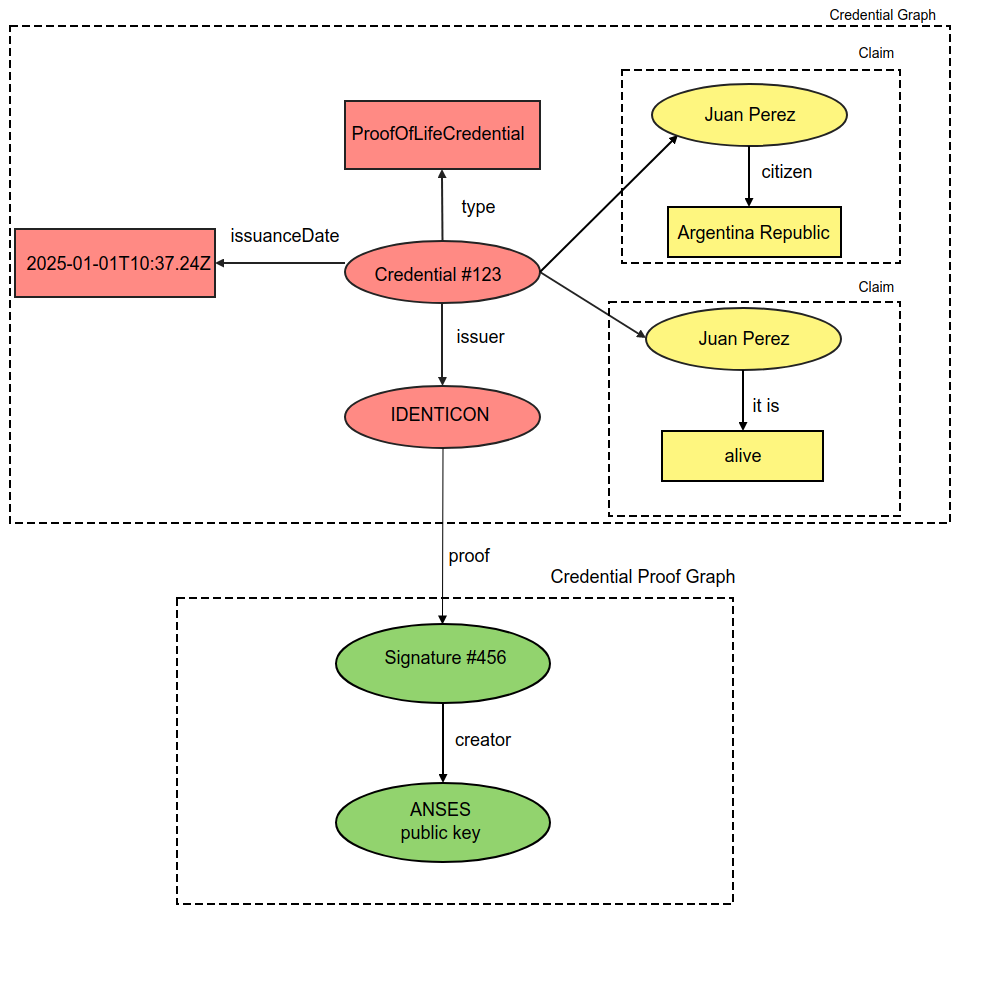 Credential Graph
Claim
Juan Perez
ProofOfLifeCredential
citizen
type
Argentina Republic
issuanceDate
2025-01-01T10:37.24Z
Credential #123
Claim
issuer
Juan Perez
it is
IDENTICON
alive
proof
Credential Proof Graph
Signature #456
creator
ANSES
public key